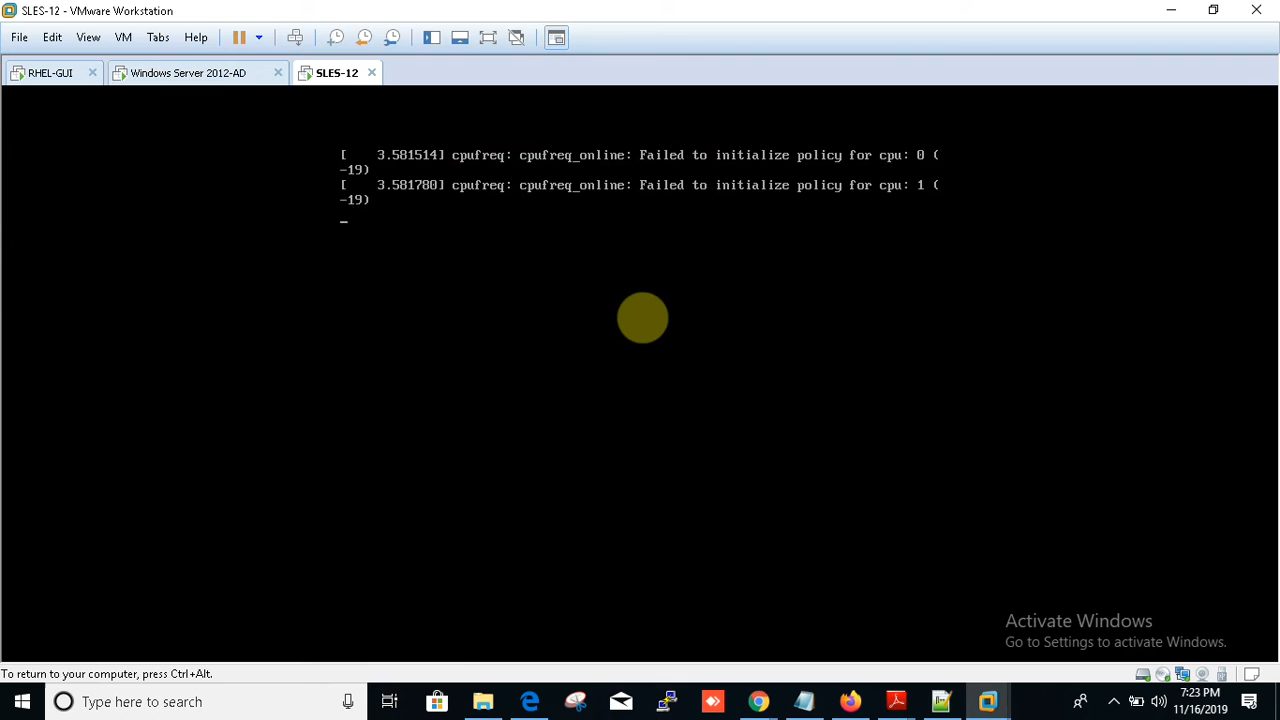 SLES-12 - VMware Workstation
File Edit View VM Tabs Help
RHEL-GUI Windows Server 2012-AD SLES-12
[    3.581514] cpufreq: cpufreq_online: Failed to initialize policy for cpu: 0 (
-19)
[    3.581780] cpufreq: cpufreq_online: Failed to initialize policy for cpu: 1 (
-19)
_
Activate Windows
Go to Settings to activate Windows.
To return to your computer, press Ctrl+Alt.
Type here to search
7:23 PM
11/16/2019